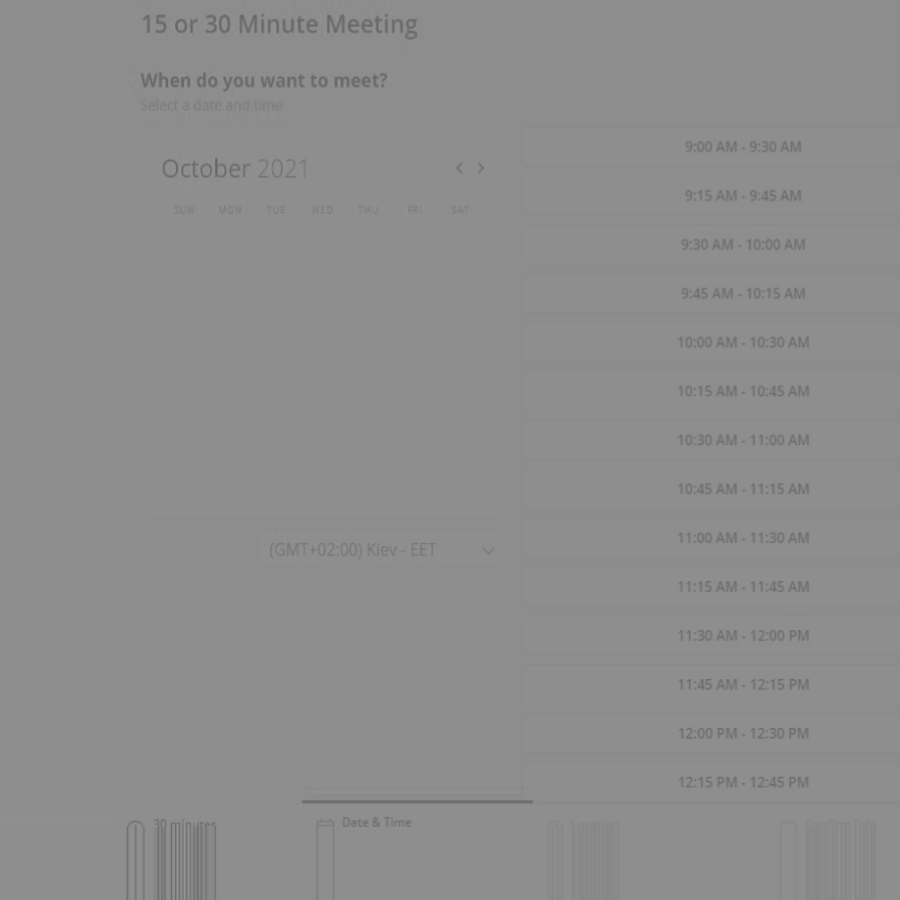 15 or 30 Minute Meeting
When do you want to meet?
Select a date and time
October 2021
SUN MON TUE WED THU FRI SAT
(GMT+02:00) Kiev - EET
9:00 AM - 9:30 AM
9:15 AM - 9:45 AM
9:30 AM - 10:00 AM
9:45 AM - 10:15 AM
10:00 AM - 10:30 AM
10:15 AM - 10:45 AM
10:30 AM - 11:00 AM
10:45 AM - 11:15 AM
11:00 AM - 11:30 AM
11:15 AM - 11:45 AM
11:30 AM - 12:00 PM
11:45 AM - 12:15 PM
12:00 PM - 12:30 PM
12:15 PM - 12:45 PM
30 minutes
Date & Time
Location
Confirm Info